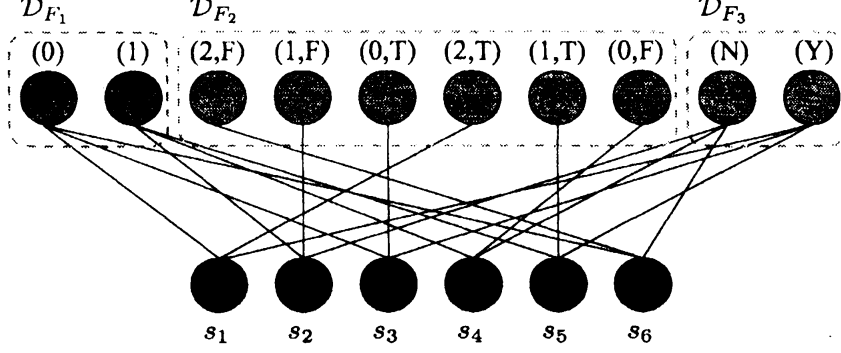 𝒟_{F_1} 𝒟_{F_2} 𝒟_{F_3}
(0) (1) (2,F) (1,F) (0,T) (2,T) (1,T) (0,F) (N) (Y)
s_1 s_2 s_3 s_4 s_5 s_6